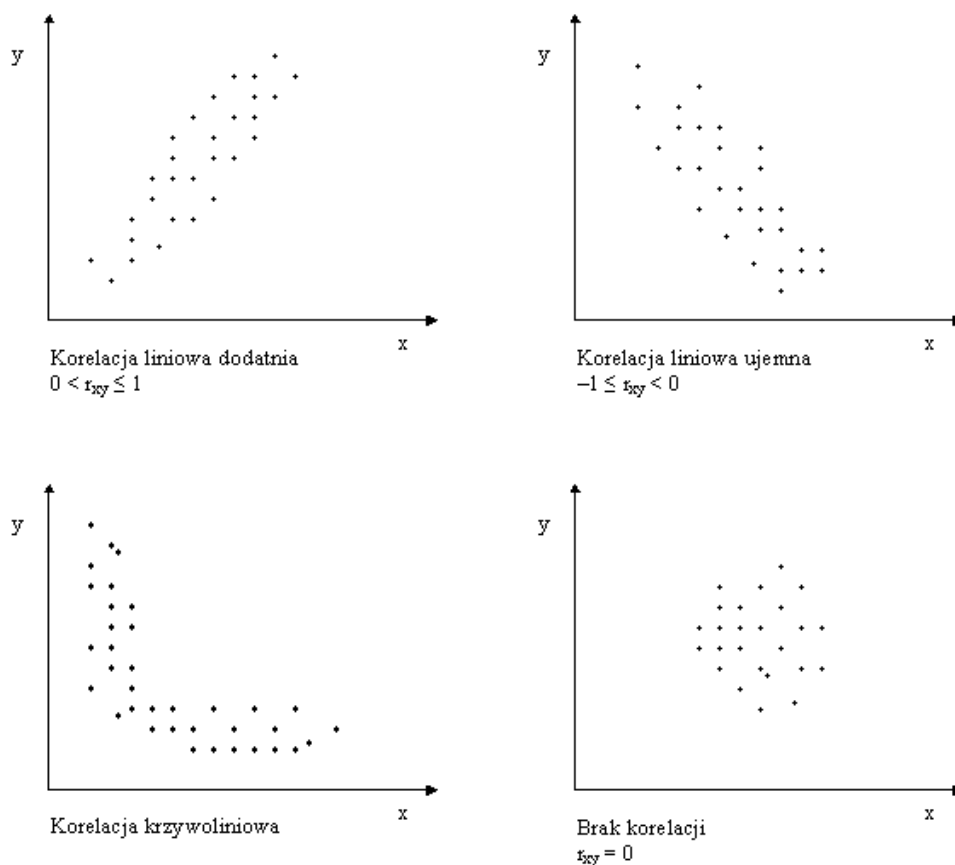 y
x
Korelacja liniowa dodatnia
0 < rxy ≤ 1
y
x
Korelacja liniowa ujemna
–1 ≤ rxy < 0
y
x
Korelacja krzywoliniowa
y
x
Brak korelacji
rxy = 0